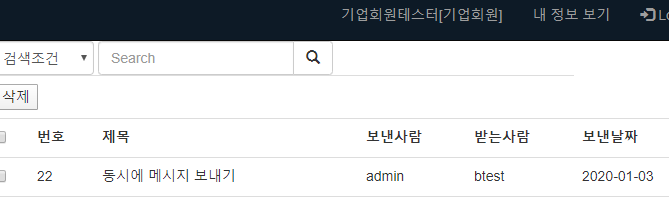 기업회원테스터[기업회원] 내 정보 보기 Lo
검색조건 Search
삭제
번호 제목 보낸사람 받는사람 보낸날짜
22 동시에 메시지 보내기 admin btest 2020-01-03